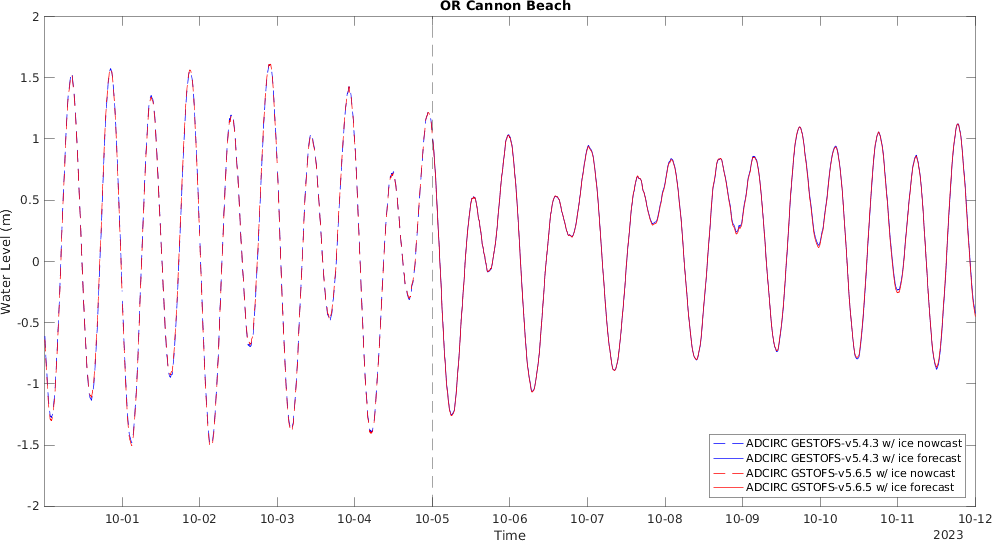 OR Cannon Beach
2
1.5
1
0.5
0
-0.5
-1
-1.5
-2
Water Level (m)
10-01 10-02 10-03 10-04 10-05 10-06 10-07 10-08 10-09 10-10 10-11 10-12
Time
2023
ADCIRC GESTOFS-v5.4.3 w/ ice nowcast
ADCIRC GESTOFS-v5.4.3 w/ ice forecast
ADCIRC GSTOFS-v5.6.5 w/ ice nowcast
ADCIRC GSTOFS-v5.6.5 w/ ice forecast